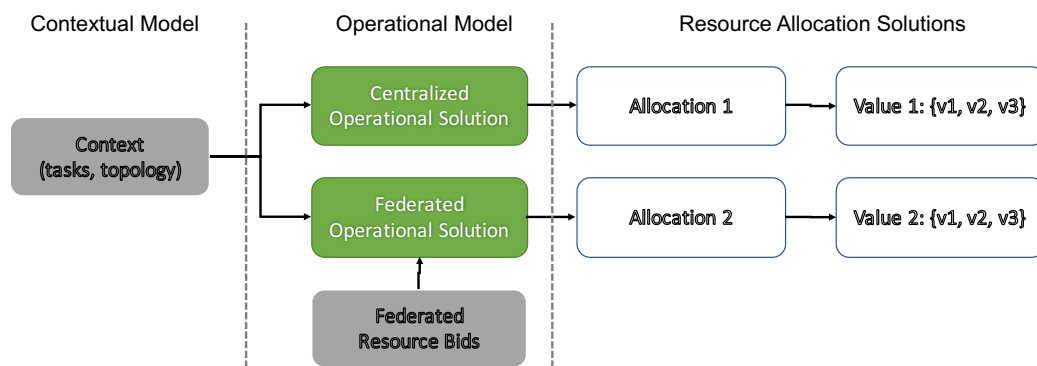 Contextual Model
Operational Model
Resource Allocation Solutions
Centralized
Operational Solution
Allocation 1
Value 1: {v1, v2, v3}
Context
(tasks, topology)
Federated
Operational Solution
Allocation 2
Value 2: {v1, v2, v3}
Federated
Resource Bids